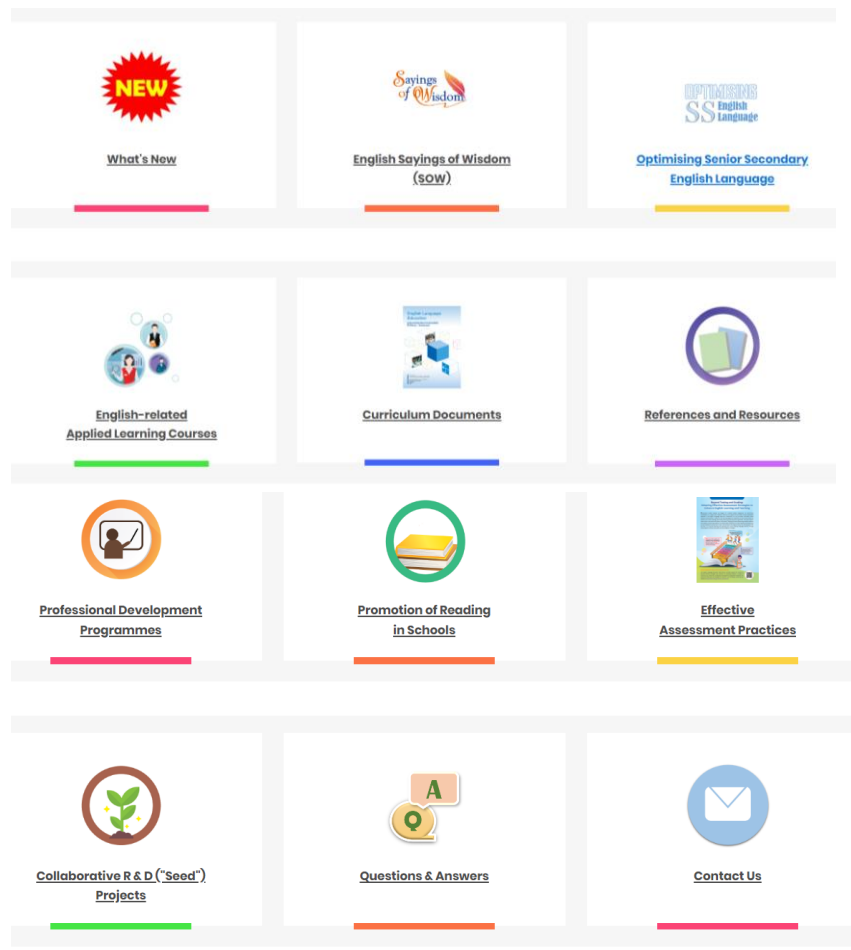 NEW
Sayings
of Wisdom
OPTIMISING
SS English
Language
What's New
English Sayings of Wisdom
(SOW)
Optimising Senior Secondary
English Language
English-related
Applied Learning Courses
Curriculum Documents
References and Resources
Professional Development
Programmes
Promotion of Reading
in Schools
Effective
Assessment Practices
A
Q
Collaborative R & D ("Seed")
Projects
Questions & Answers
Contact Us